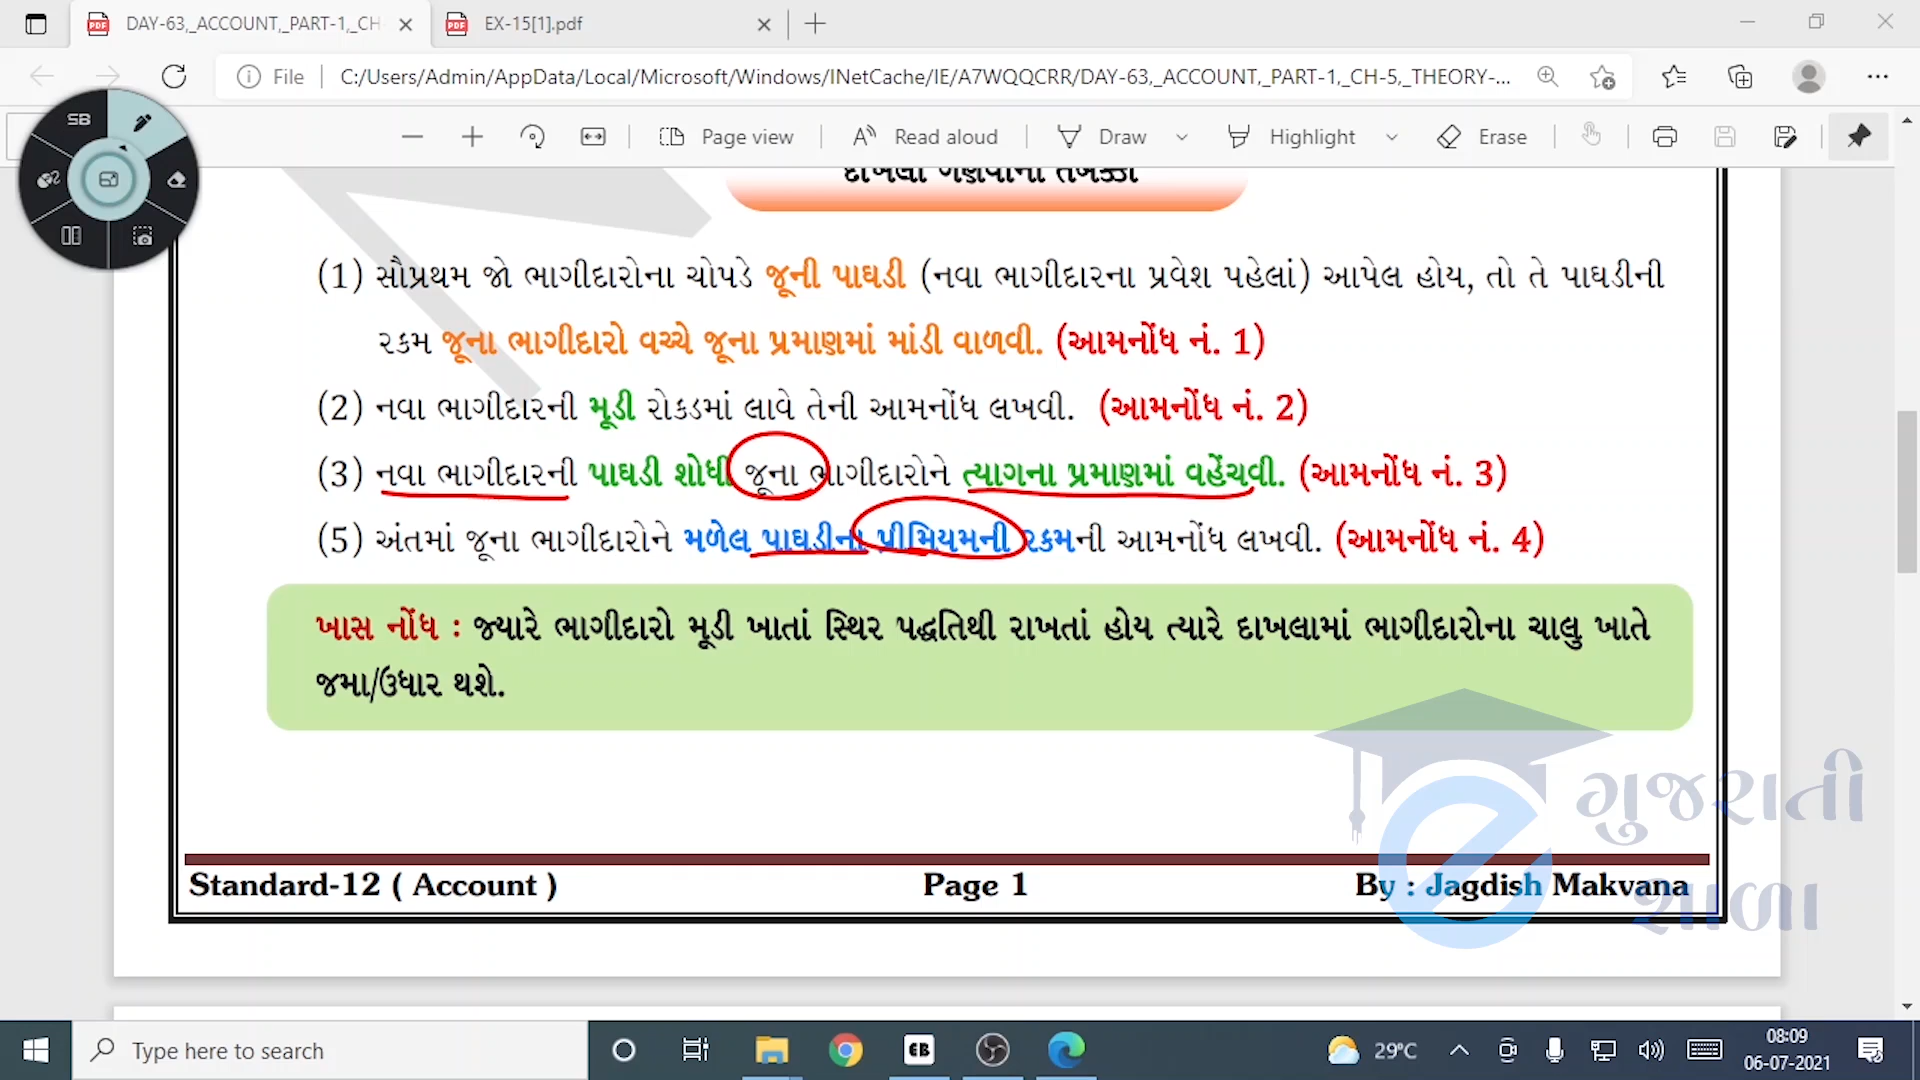 DAY-63,_ACCOUNT,_PART-1,_CH-
EX-15[1].pdf
File
C:/Users/Admin/AppData/Local/Microsoft/Windows/INetCache/IE/A7WQQCRR/DAY-63,_ACCOUNT,_PART-1,_CH-5,_THEORY-...
SB
Page view
Read aloud
Draw
Highlight
Erase
દાખલા ગણવાના તબક્કા
(1) સૌપ્રથમ જો ભાગીદારોના ચોપડે જૂની પાઘડી (નવા ભાગીદારના પ્રવેશ પહેલાં) આપેલ હોય, તો તે પાઘડીની
રકમ જૂના ભાગીદારો વચ્ચે જૂના પ્રમાણમાં માંડી વાળવી. (આમનોંધ નં. 1)
(2) નવા ભાગીદારની મૂડી રોકડમાં લાવે તેની આમનોંધ લખવી. (આમનોંધ નં. 2)
(3) નવા ભાગીદારની પાઘડી શોધી જૂના ભાગીદારોને ત્યાગના પ્રમાણમાં વહેંચવી. (આમનોંધ નં. 3)
(5) અંતમાં જૂના ભાગીદારોને મળેલ પાઘડીના પ્રીમિયમની રકમની આમનોંધ લખવી. (આમનોંધ નં. 4)
ખાસ નોંધ : જ્યારે ભાગીદારો મૂડી ખાતાં સ્થિર પદ્ધતિથી રાખતાં હોય ત્યારે દાખલામાં ભાગીદારોના ચાલુ ખાતે
જમા/ઉધાર થશે.
ગુજરાતી
શાળા
Standard-12 ( Account )
Page 1
By : Jagdish Makvana
Type here to search
29°C
08:09
06-07-2021